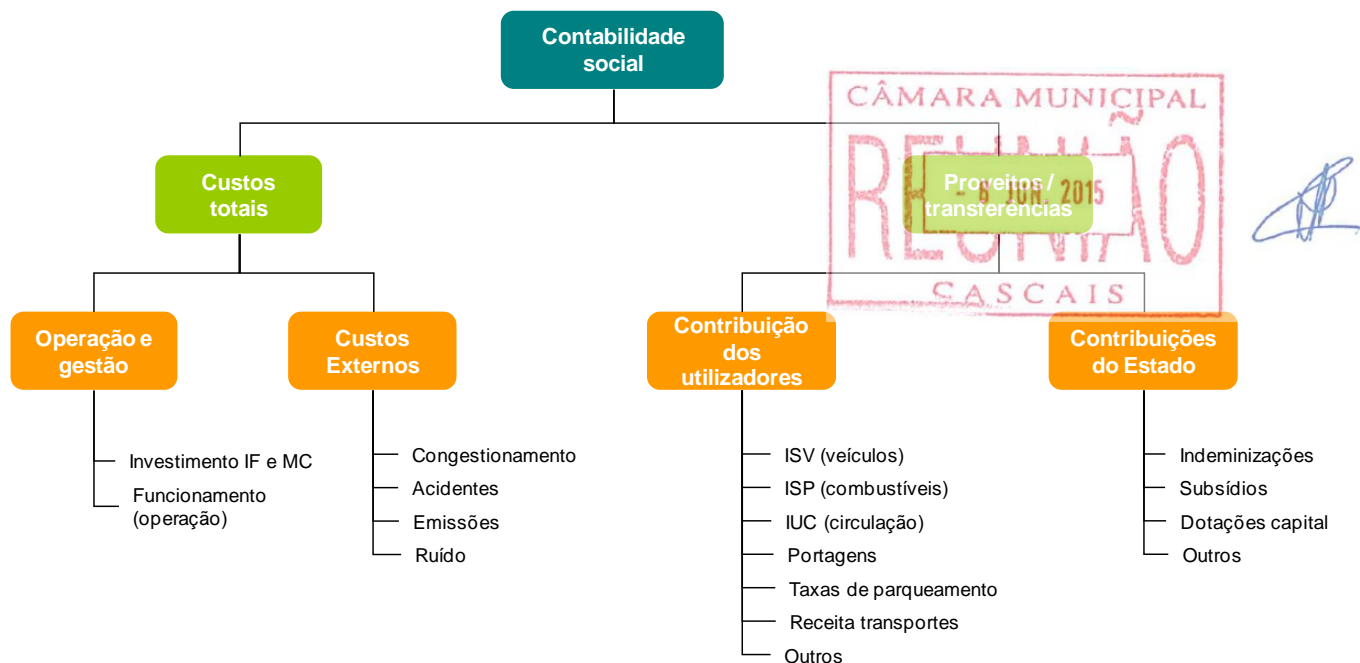 Contabilidade
social
CÂMARA MUNICIPAL
REUNIÃO
- 6 JUN. 2015
CASCAIS
Custos
totais
Proveitos /
transferências
Operação e
gestão
Custos
Externos
Contribuição
dos
utilizadores
Contribuições
do Estado
Investimento IF e MC
Funcionamento
(operação)
Congestionamento
Acidentes
Emissões
Ruído
ISV (veículos)
ISP (combustíveis)
IUC (circulação)
Portagens
Taxas de parqueamento
Receita transportes
Outros
Indeminizações
Subsídios
Dotações capital
Outros